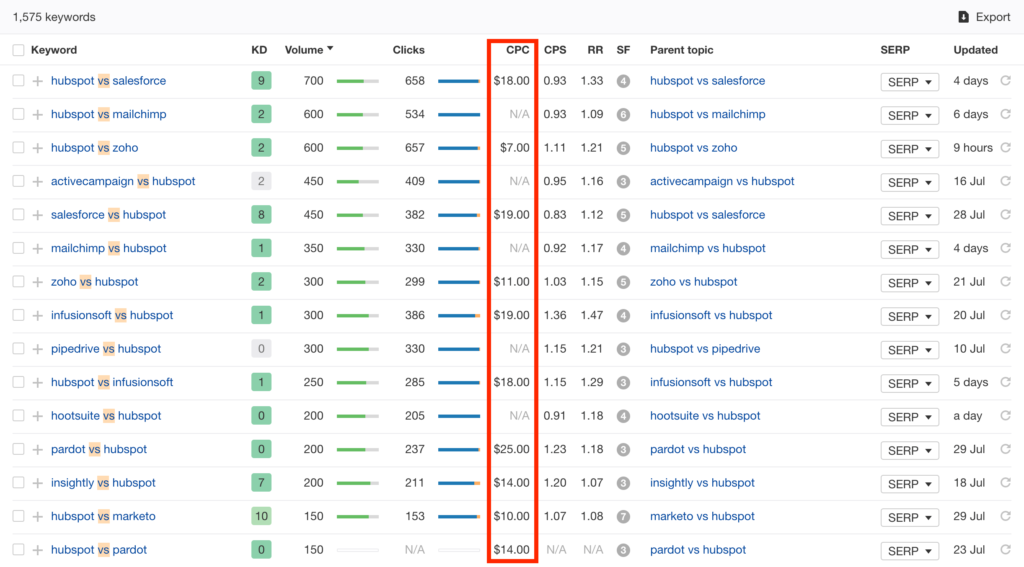 1,575 keywords Export
Keyword KD Volume Clicks CPC CPS RR SF Parent topic SERP Updated
hubspot vs salesforce 9 700 658 $18.00 0.93 1.33 4 hubspot vs salesforce SERP 4 days
hubspot vs mailchimp 2 600 534 N/A 0.93 1.09 6 hubspot vs mailchimp SERP 6 days
hubspot vs zoho 2 600 657 $7.00 1.11 1.21 5 hubspot vs zoho SERP 9 hours
activecampaign vs hubspot 2 450 409 N/A 0.95 1.16 3 activecampaign vs hubspot SERP 16 Jul
salesforce vs hubspot 8 450 382 $19.00 0.83 1.12 5 hubspot vs salesforce SERP 28 Jul
mailchimp vs hubspot 1 350 330 N/A 0.92 1.17 4 mailchimp vs hubspot SERP 4 days
zoho vs hubspot 2 300 299 $11.00 1.03 1.15 5 zoho vs hubspot SERP 21 Jul
infusionsoft vs hubspot 1 300 386 $19.00 1.36 1.47 4 infusionsoft vs hubspot SERP 20 Jul
pipedrive vs hubspot 0 300 330 N/A 1.15 1.21 3 hubspot vs pipedrive SERP 10 Jul
hubspot vs infusionsoft 1 250 285 $18.00 1.15 1.29 3 infusionsoft vs hubspot SERP 5 days
hootsuite vs hubspot 0 200 205 N/A 0.91 1.18 4 hootsuite vs hubspot SERP a day
pardot vs hubspot 0 200 237 $25.00 1.23 1.18 3 pardot vs hubspot SERP 29 Jul
insightly vs hubspot 7 200 211 $14.00 1.20 1.07 3 insightly vs hubspot SERP 18 Jul
hubspot vs marketo 10 150 153 $10.00 1.07 1.08 7 marketo vs hubspot SERP 29 Jul
hubspot vs pardot 0 150 N/A $14.00 N/A N/A 3 pardot vs hubspot SERP 23 Jul